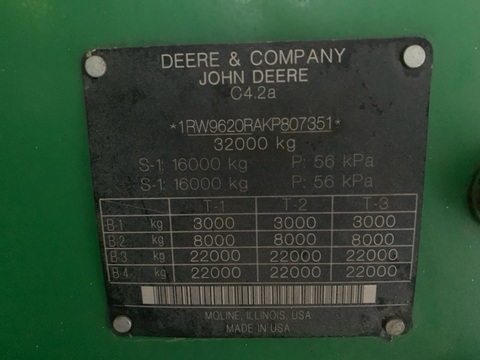 DEERE & COMPANY
JOHN DEERE
C4.2a
*1RW9620RAKP807351*
32000 kg
S-1: 16000 kg P: 56 kPa
S-1: 16000 kg P: 56 kPa
T-1 T-2 T-3
B-1 kg 3000 3000 3000
B-2 kg 8000 8000 8000
B-3 kg 22000 22000 22000
B-4 kg 22000 22000 22000
MOLINE, ILLINOIS, USA
MADE IN USA